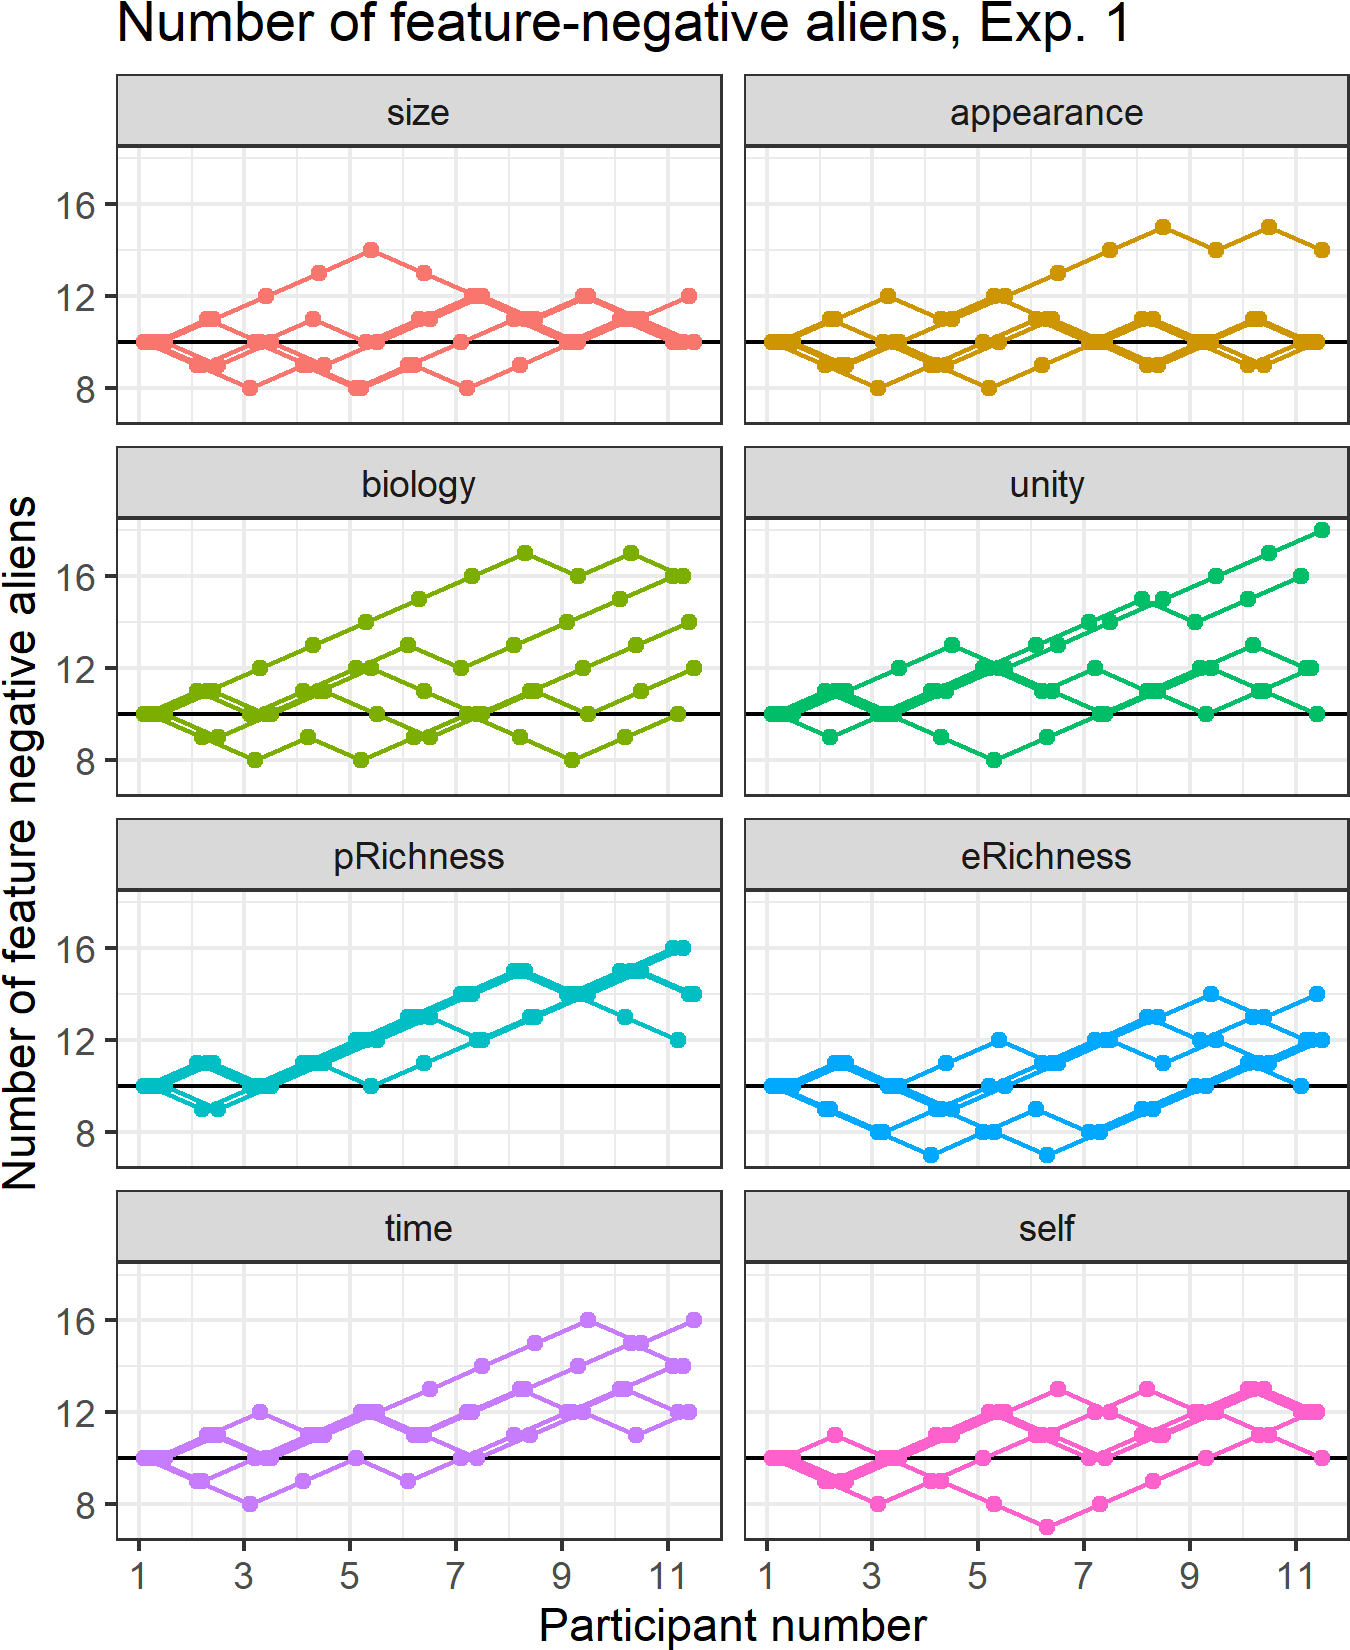 Number of feature-negative aliens, Exp. 1
size
appearance
16
12
8
biology
unity
16
12
8
Number of feature negative aliens
pRichness
eRichness
16
12
8
time
self
16
12
8
1 3 5 7 9 11 1 3 5 7 9 11
Participant number